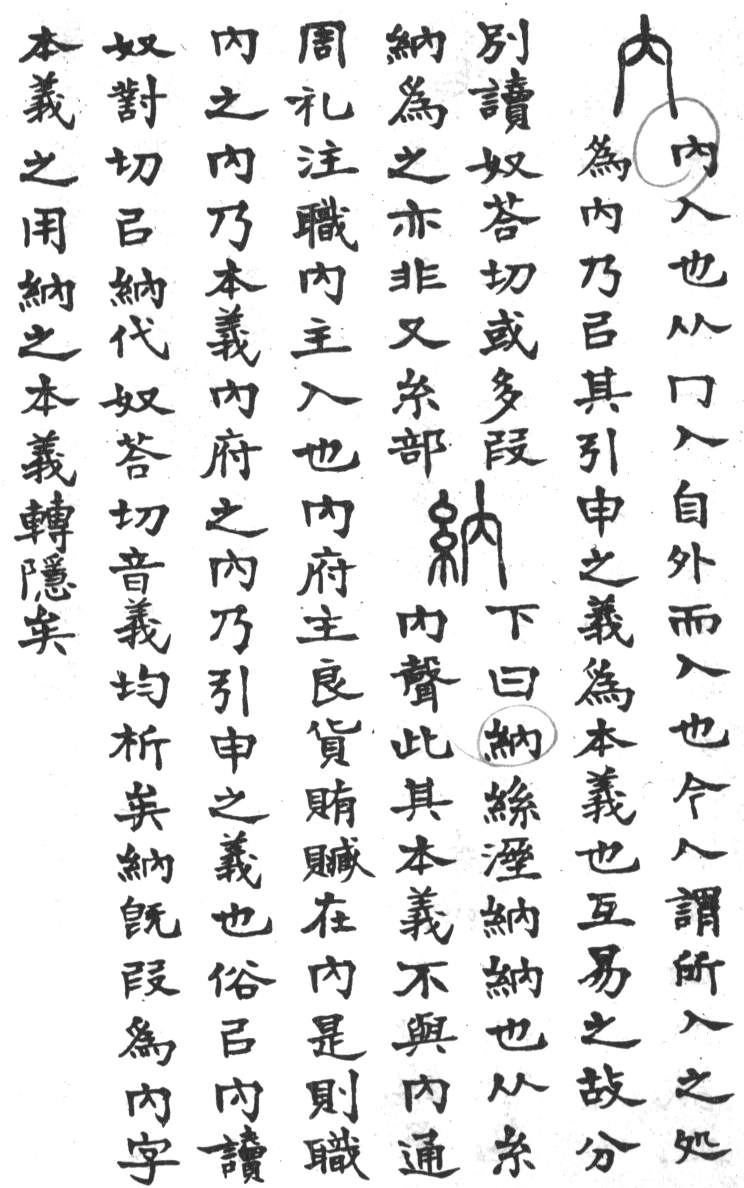 內
內入也从冂入自外而入也今人謂所入之処
爲內乃㠯其引申之義爲本義也互易之故分
別讀奴荅切或多叚
納爲之亦非又糸部
納
下曰納絲溼納納也从糸
內聲此其本義不與內通
周礼注職內主入也內府主良貨賄贓在內是則職
內之內乃本義內府之內乃引申之義也俗㠯內讀
奴對切㠯納代奴荅切音義均析矣納旣叚爲內字
本義之用納之本義轉隱矣